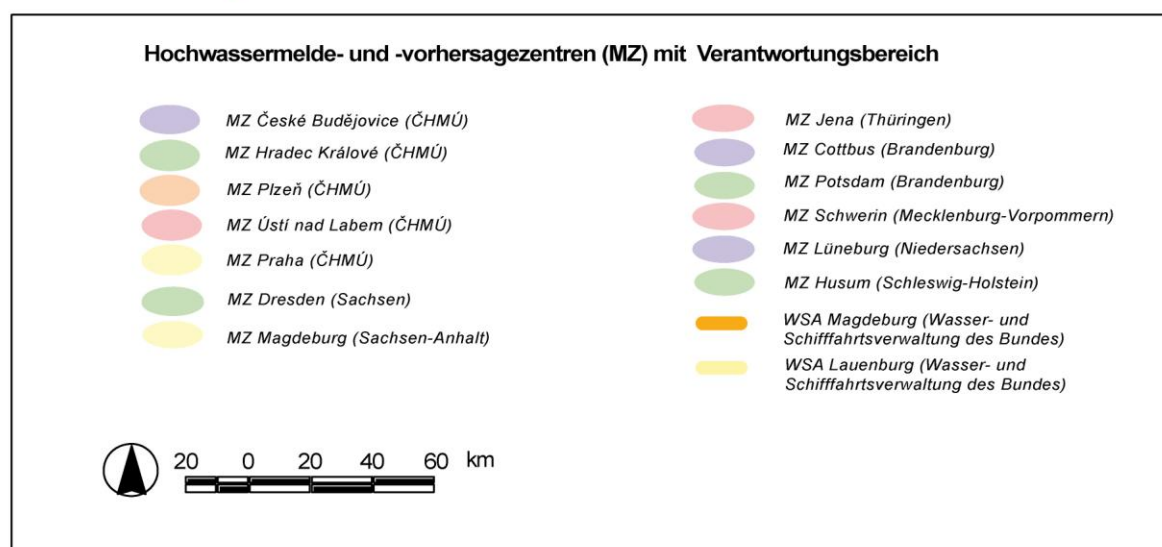 Hochwassermelde- und -vorhersagezentren (MZ) mit Verantwortungsbereich
MZ České Budějovice (ČHMÚ)
MZ Hradec Králové (ČHMÚ)
MZ Plzeň (ČHMÚ)
MZ Ústí nad Labem (ČHMÚ)
MZ Praha (ČHMÚ)
MZ Dresden (Sachsen)
MZ Magdeburg (Sachsen-Anhalt)
MZ Jena (Thüringen)
MZ Cottbus (Brandenburg)
MZ Potsdam (Brandenburg)
MZ Schwerin (Mecklenburg-Vorpommern)
MZ Lüneburg (Niedersachsen)
MZ Husum (Schleswig-Holstein)
WSA Magdeburg (Wasser- und
Schifffahrtsverwaltung des Bundes)
WSA Lauenburg (Wasser- und
Schifffahrtsverwaltung des Bundes)
20 0 20 40 60 km